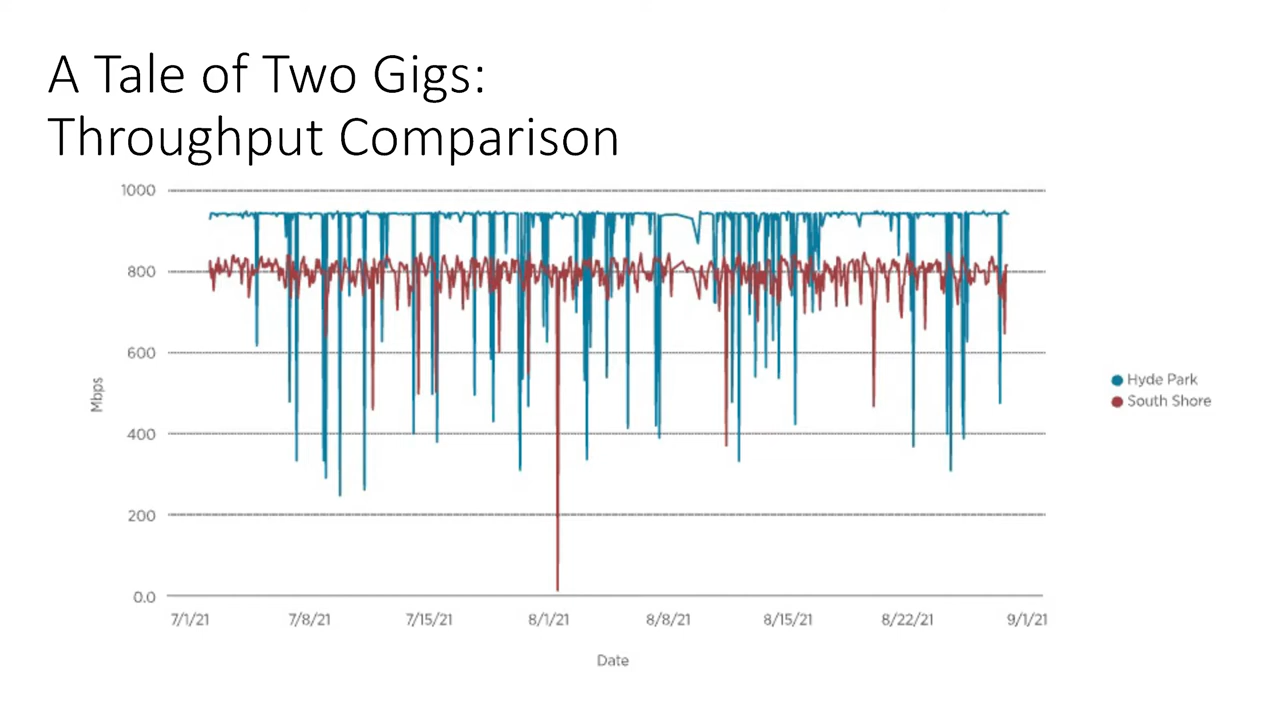 A Tale of Two Gigs:
Throughput Comparison
1000
800
600
400
200
0.0
Mbps
7/1/21 7/8/21 7/15/21 8/1/21 8/8/21 8/15/21 8/22/21 9/1/21
Date
Hyde Park
South Shore